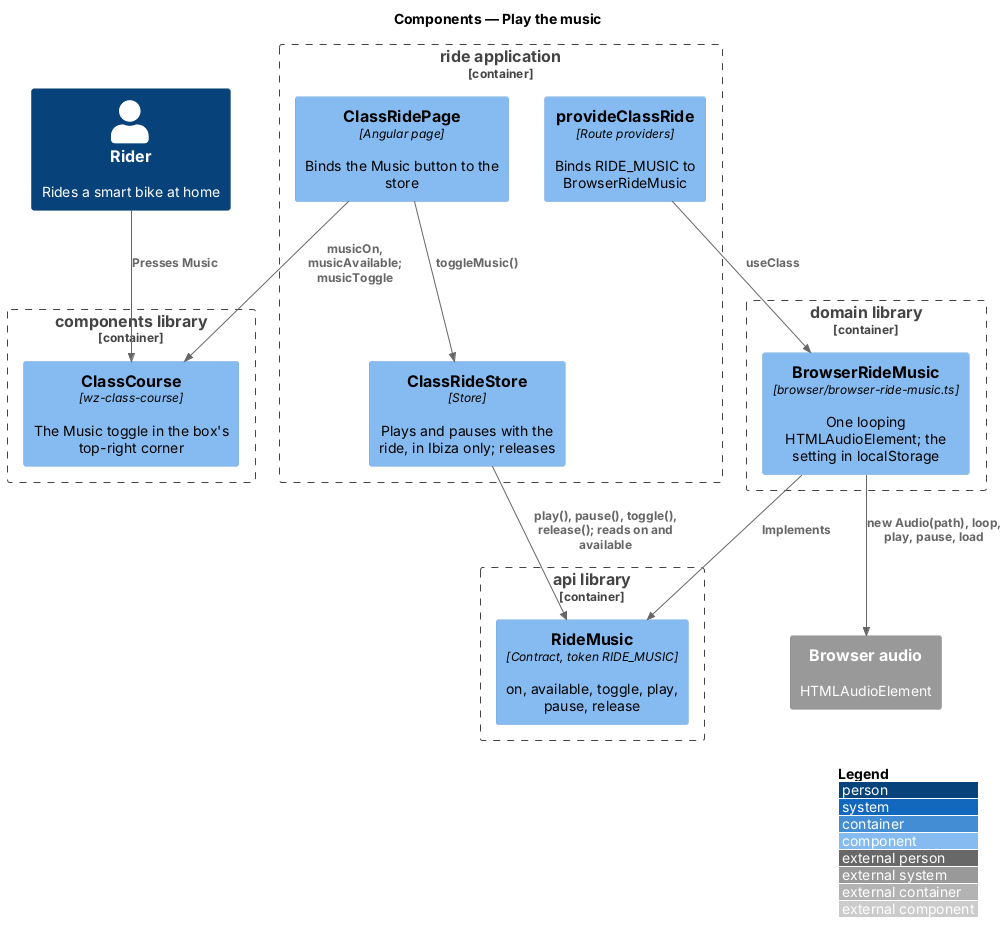 Components — Play the music
ride application
[container]
Rider
Rides a smart bike at home
ClassRidePage
[Angular page]
Binds the Music button to the
store
provideClassRide
[Route providers]
Binds RIDE_MUSIC to
BrowserRideMusic
Presses Music
musicOn,
musicAvailable;
musicToggle
toggleMusic()
useClass
components library
[container]
ClassCourse
[wz-class-course]
The Music toggle in the box's
top-right corner
ClassRideStore
[Store]
Plays and pauses with the
ride, in Ibiza only; releases
domain library
[container]
BrowserRideMusic
[browser/browser-ride-music.ts]
One looping
HTMLAudioElement; the
setting in localStorage
play(), pause(), toggle(),
release(); reads on and
available
Implements
new Audio(path), loop,
play, pause, load
api library
[container]
RideMusic
[Contract, token RIDE_MUSIC]
on, available, toggle, play,
pause, release
Browser audio
HTMLAudioElement
Legend
person
system
container
component
external person
external system
external container
external component